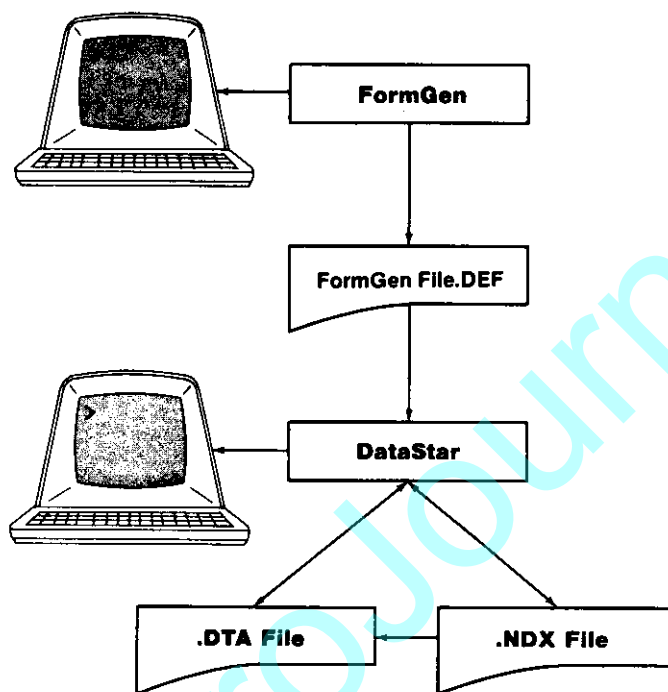 FormGen
FormGen File.DEF
DataStar
.DTA File
.NDX File